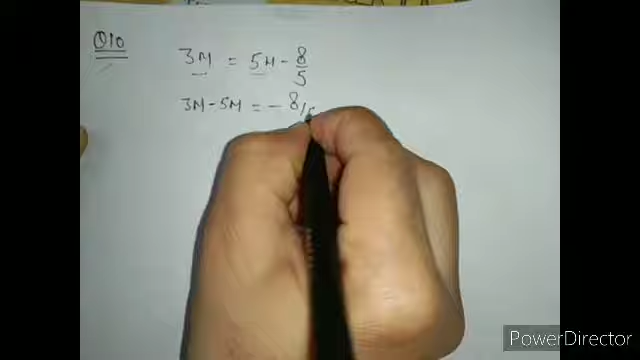 Q10
3M = 5M - 8/5
3M - 5M = - 8/5
PowerDirector